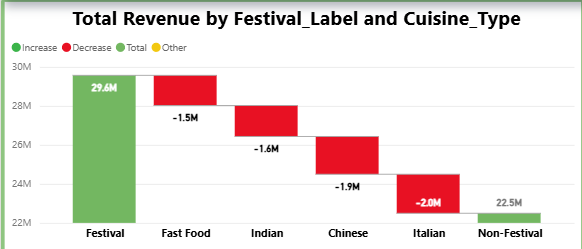 Total Revenue by Festival_Label and Cuisine_Type
Increase Decrease Total Other
30M
28M
26M
24M
22M
29.6M
-1.5M
-1.6M
-1.9M
-2.0M
22.5M
Festival Fast Food Indian Chinese Italian Non-Festival